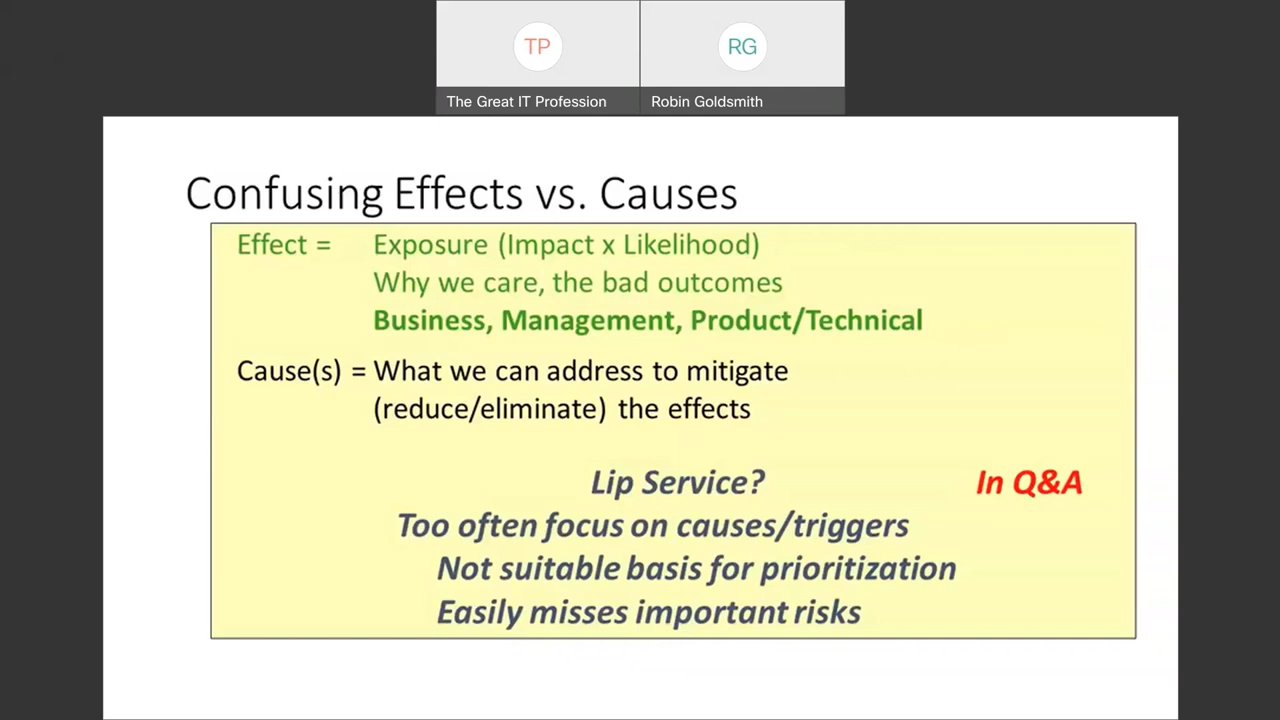 TP
RG
The Great IT Profession
Robin Goldsmith
Confusing Effects vs. Causes
Effect = Exposure (Impact x Likelihood)
Why we care, the bad outcomes
Business, Management, Product/Technical
Cause(s) = What we can address to mitigate
(reduce/eliminate) the effects
Lip Service? In Q&A
Too often focus on causes/triggers
Not suitable basis for prioritization
Easily misses important risks